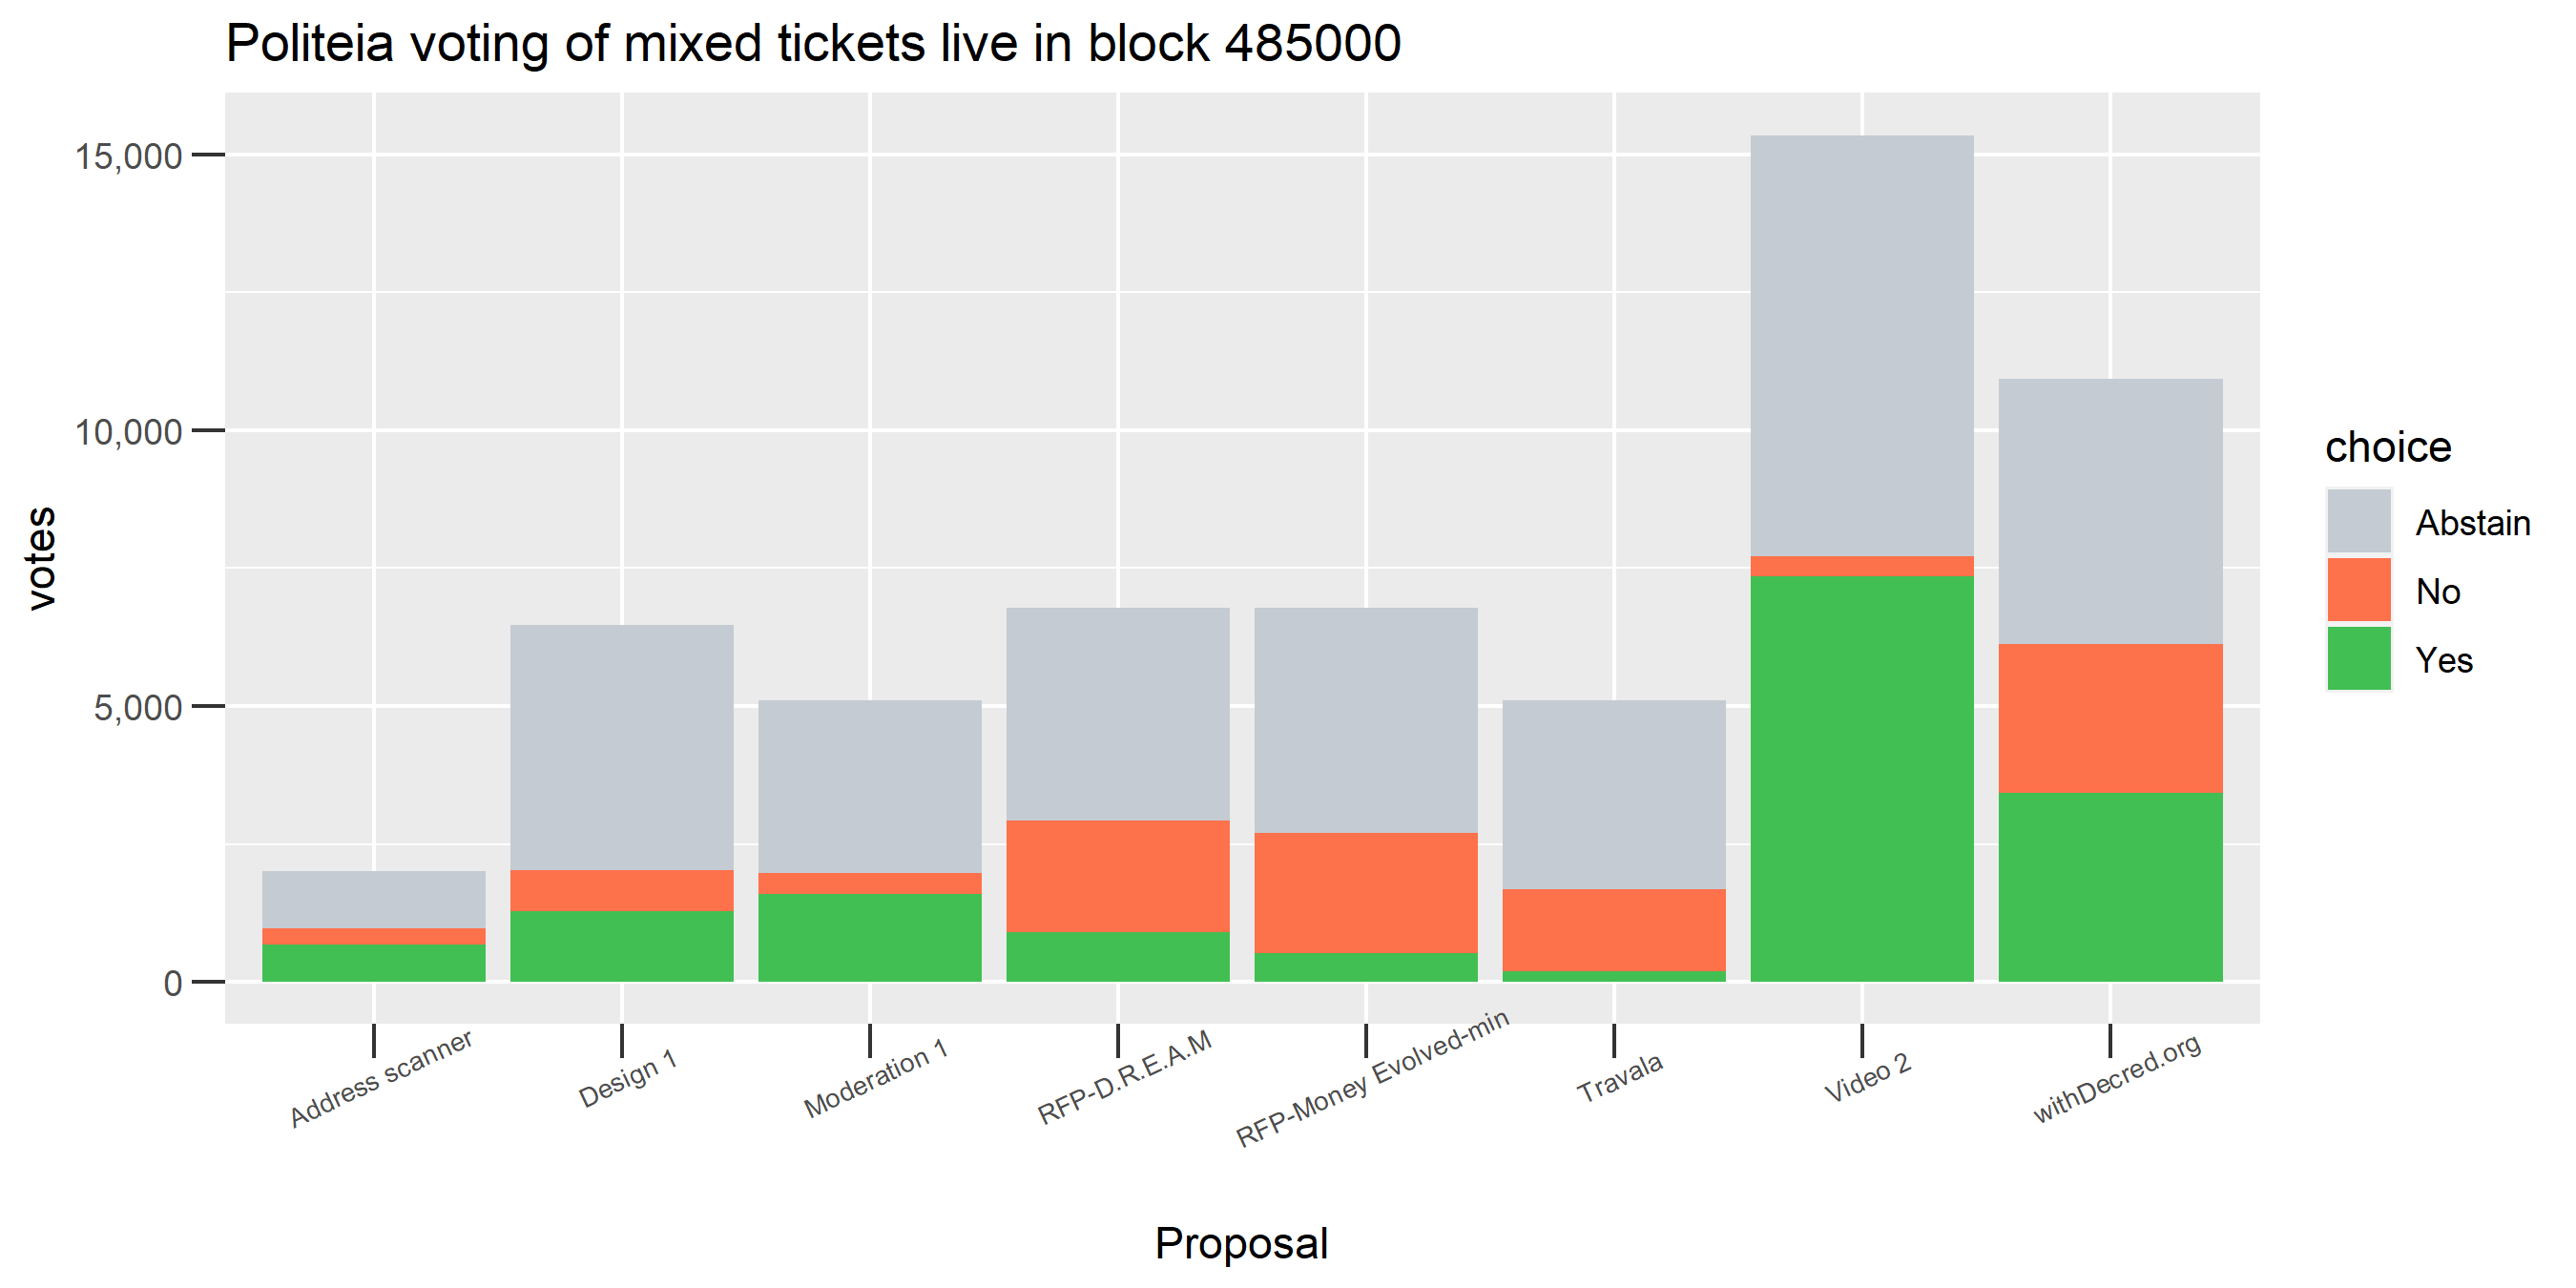 Politeia voting of mixed tickets live in block 485000
15,000
10,000
5,000
0
votes
Address scanner
Design 1
Moderation 1
RFP-D.R.E.A.M
RFP-Money Evolved-min
Travala
Video 2
withDecred.org
Proposal
choice
Abstain
No
Yes